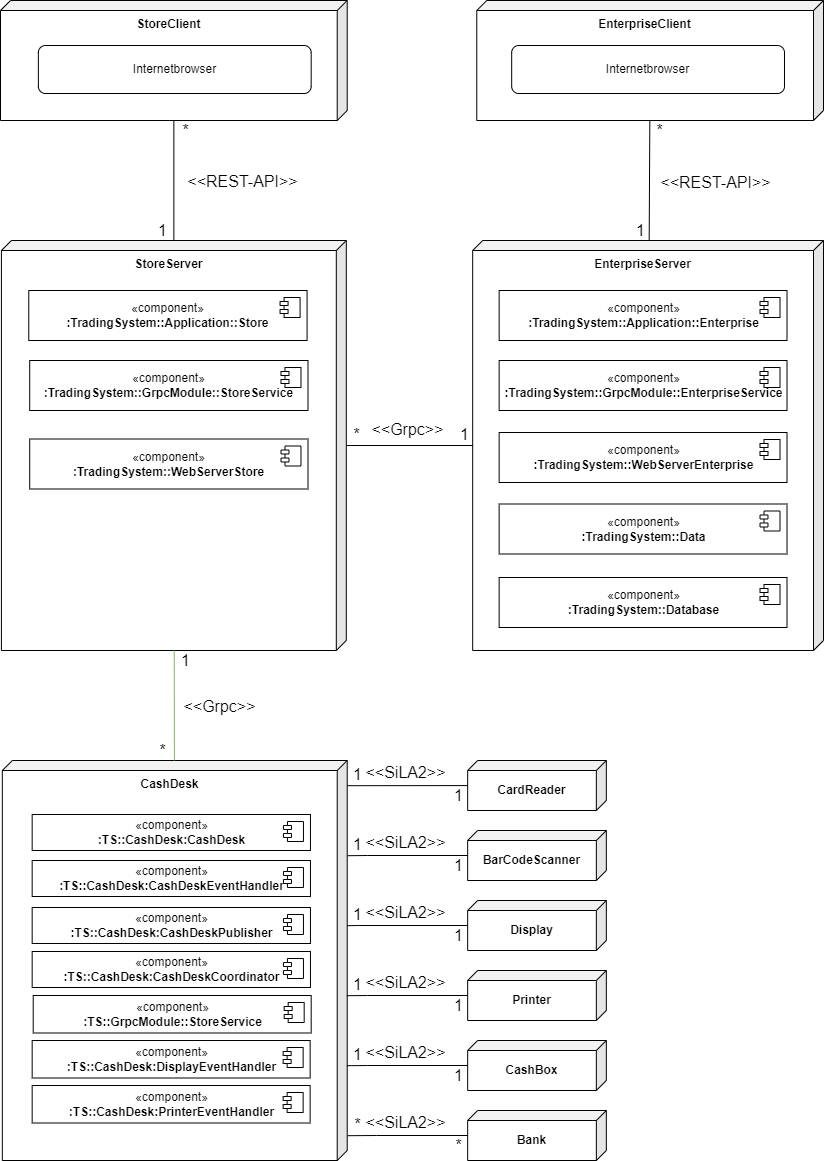 StoreClient
Internetbrowser
EnterpriseClient
Internetbrowser
*
<<REST-API>>
1
*
<<REST-API>>
1
StoreServer
«component»
:TradingSystem::Application::Store
«component»
:TradingSystem::GrpcModule::StoreService
«component»
:TradingSystem::WebServerStore
* <<Grpc>> 1
EnterpriseServer
«component»
:TradingSystem::Application::Enterprise
«component»
:TradingSystem::GrpcModule::EnterpriseService
«component»
:TradingSystem::WebServerEnterprise
«component»
:TradingSystem::Data
«component»
:TradingSystem::Database
1
<<Grpc>>
*
CashDesk
«component»
:TS::CashDesk:CashDesk
«component»
:TS::CashDesk:CashDeskEventHandler
«component»
:TS::CashDesk:CashDeskPublisher
«component»
:TS::CashDesk:CashDeskCoordinator
«component»
:TS::GrpcModule::StoreService
«component»
:TS::CashDesk:DisplayEventHandler
«component»
:TS::CashDesk:PrinterEventHandler
1 <<SiLA2>>
1
CardReader
1 <<SiLA2>>
1
BarCodeScanner
1 <<SiLA2>>
1
Display
1 <<SiLA2>>
1
Printer
1 <<SiLA2>>
1
CashBox
* <<SiLA2>>
*
Bank